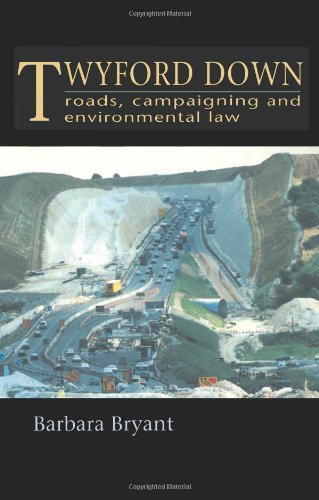 TWYFORD DOWN
roads, campaigning and
environmental law
Barbara Bryant